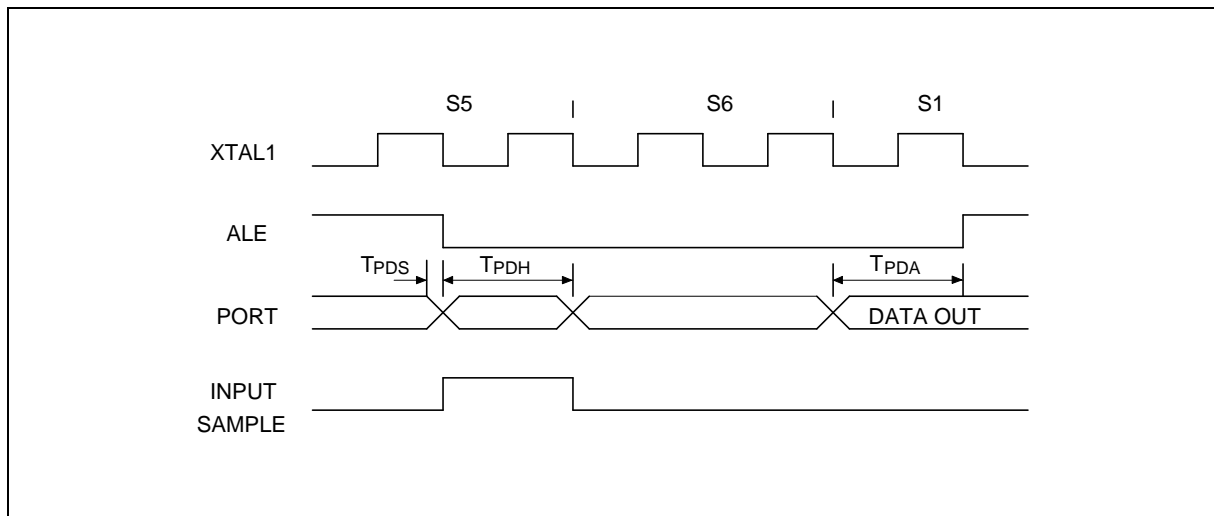 S5 | S6 | S1
XTAL1
ALE
TPDS TPDH TPDA
PORT DATA OUT
INPUT
SAMPLE